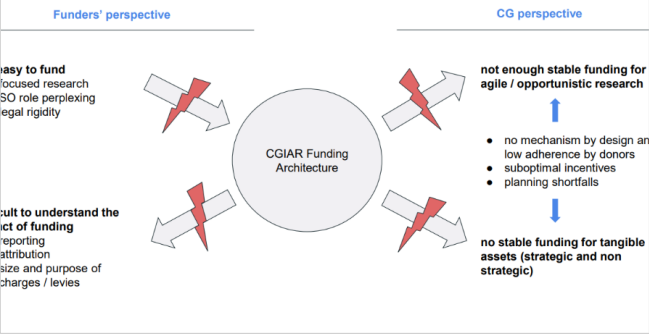 Funders' perspective
CG perspective
easy to fund
focused research
SO role perplexing
legal rigidity
CGIAR Funding
Architecture
not enough stable funding for
agile / opportunistic research
no mechanism by design an
low adherence by donors
suboptimal incentives
planning shortfalls
cult to understand the
act of funding
reporting
attribution
size and purpose of
charges / levies
no stable funding for tangible
assets (strategic and non
strategic)